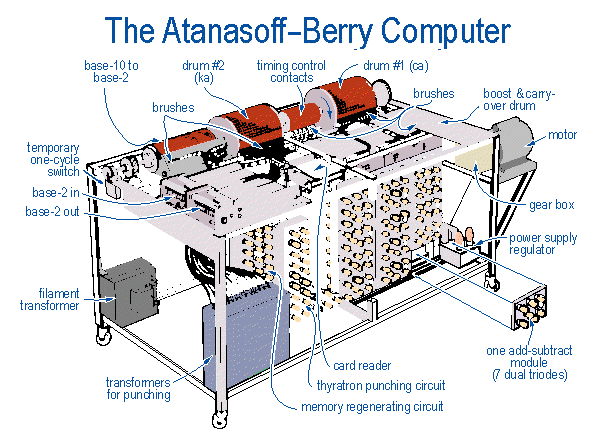 The Atanasoff–Berry Computer
base-10 to
base-2
drum #2
(ka)
timing control
contacts
drum #1 (ca)
brushes
brushes
boost & carry-
over drum
motor
temporary
one-cycle
switch
base-2 in
base-2 out
gear box
power supply
regulator
filament
transformer
one add-subtract
module
(7 dual triodes)
card reader
transformers
for punching
thyratron punching circuit
memory regenerating circuit